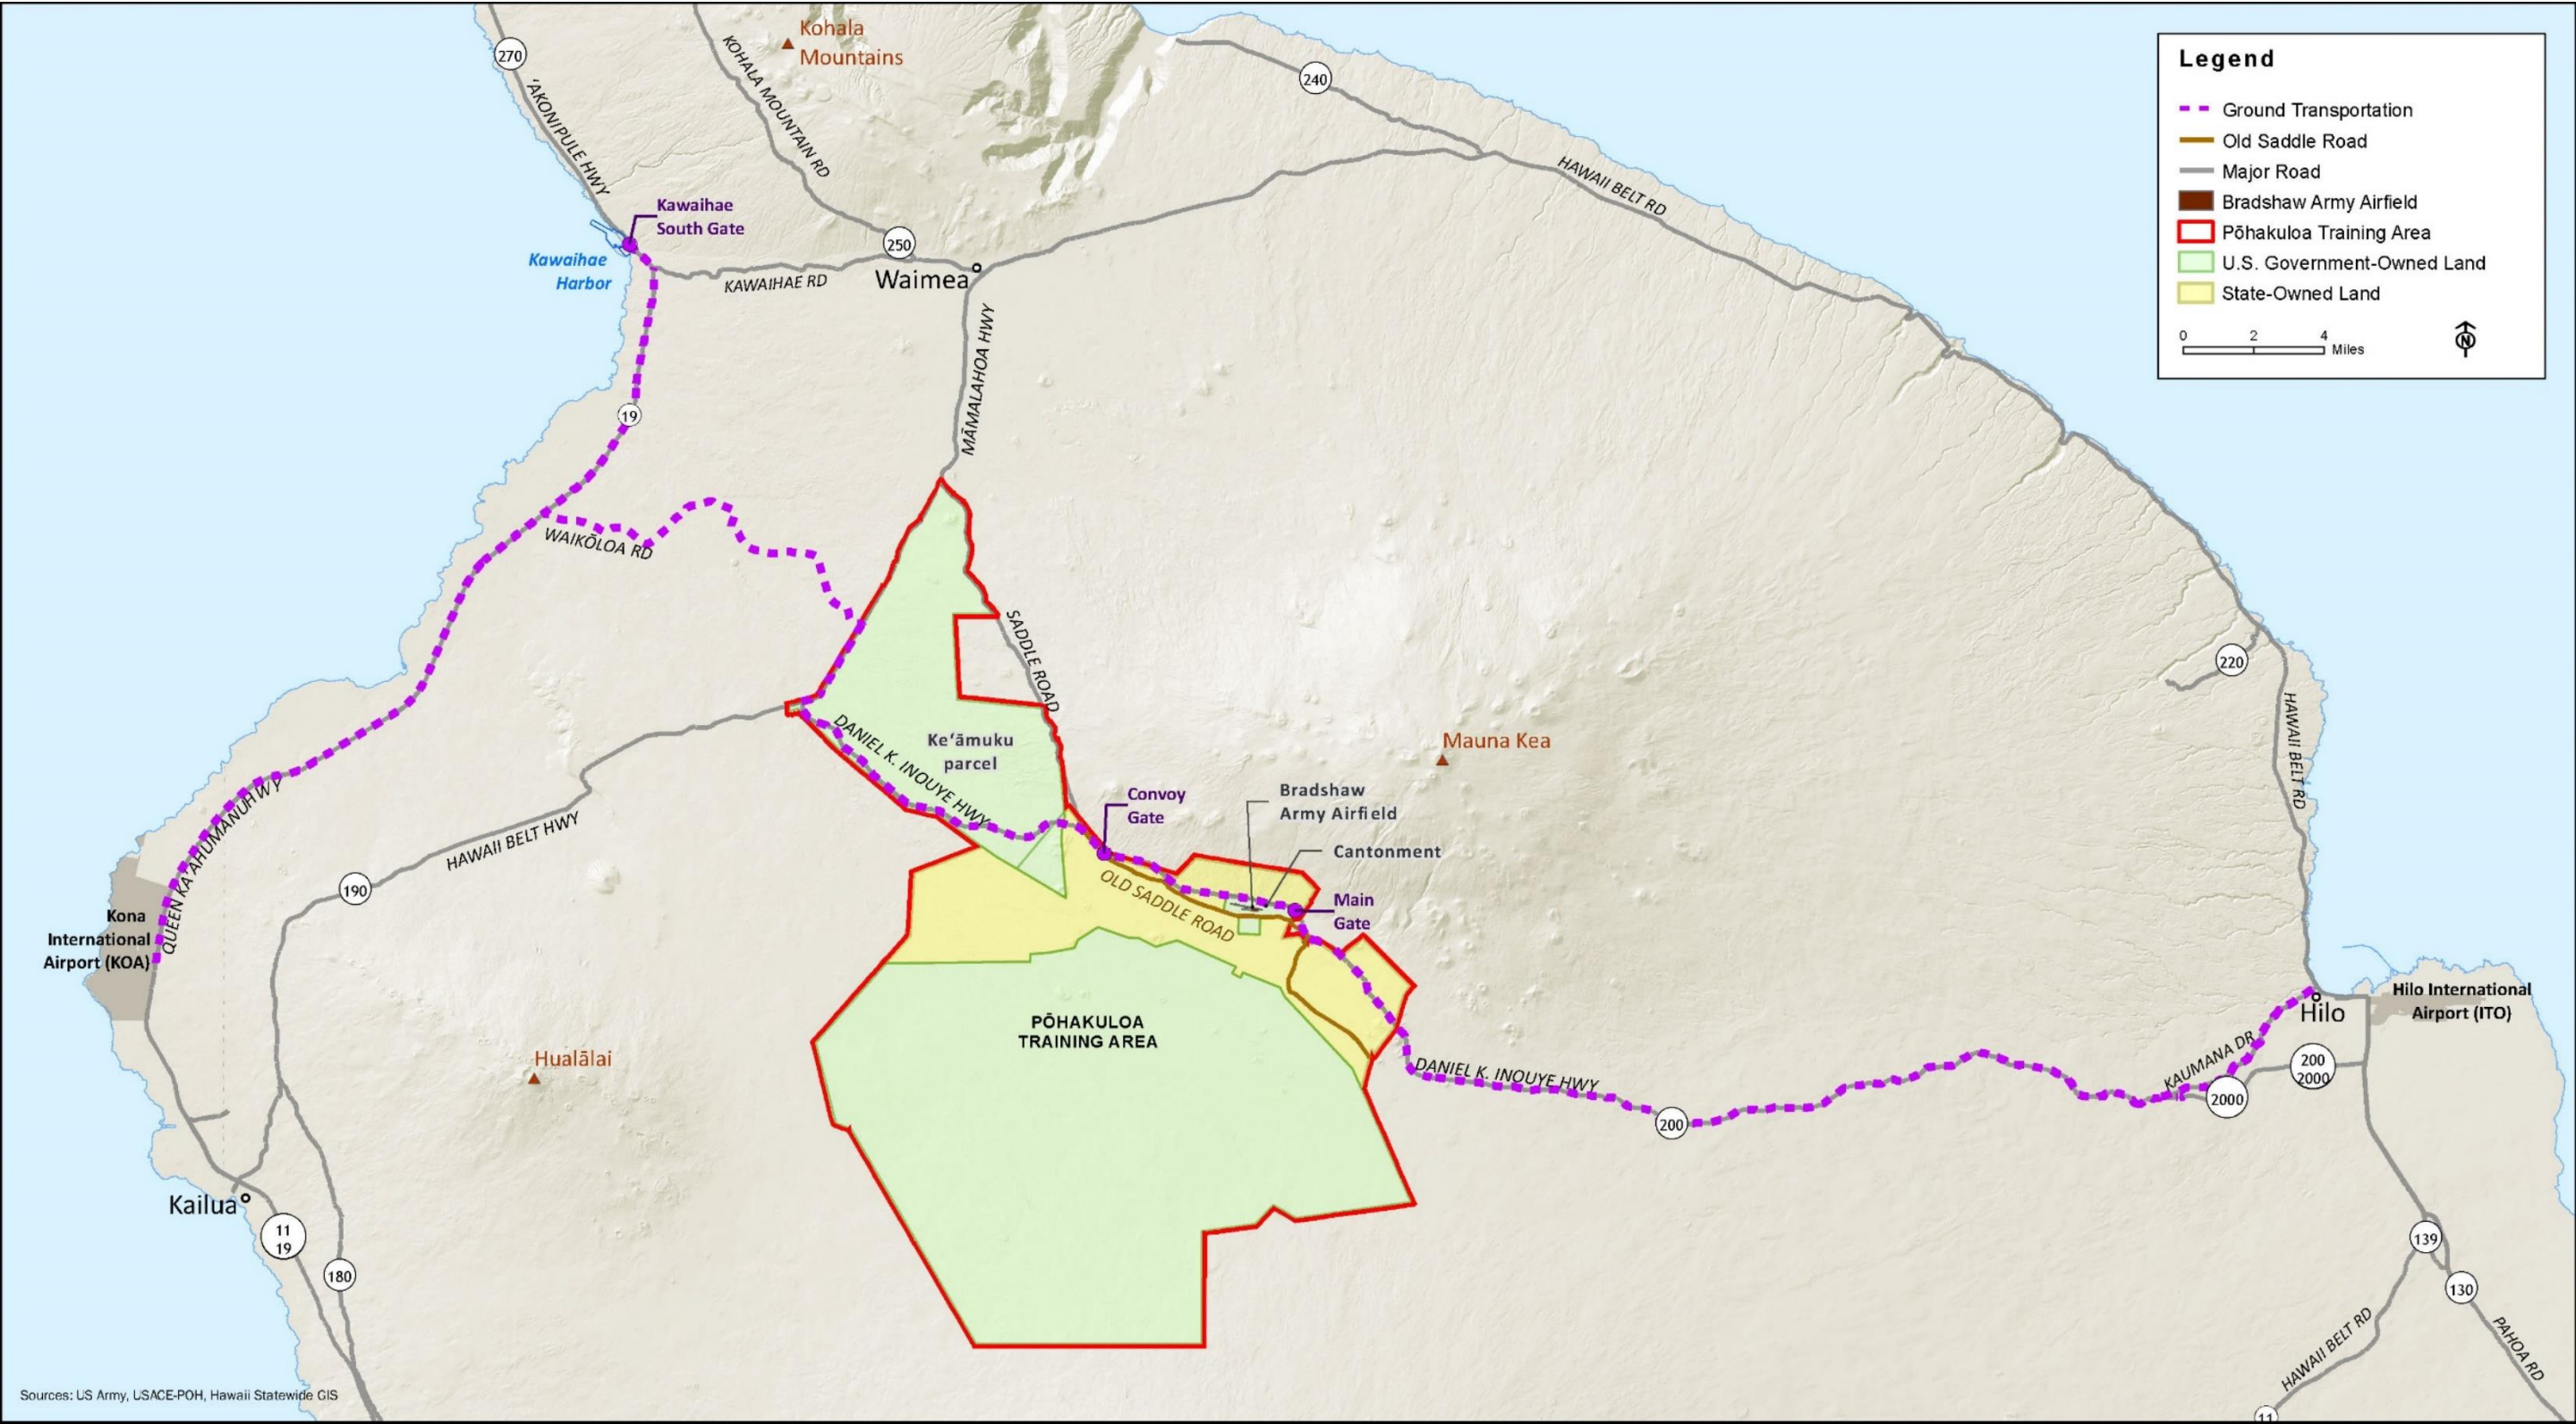 Kohala
Mountains
270
KOHALA MOUNTAIN RD
'AKONIPULE HWY
240
HAWAII BELT RD
Legend
Ground Transportation
Old Saddle Road
Major Road
Bradshaw Army Airfield
Pōhakuloa Training Area
U.S. Government-Owned Land
State-Owned Land
0 2 4
Miles
N
Kawaihae
South Gate
Kawaihae
Harbor
250
Waimea
KAWAIHAE RD
MĀMALAHOA HWY
19
WAIKŌLOA RD
SADDLE ROAD
220
HAWAII BELT RD
DANIEL K. INOUYE HWY
Ke‘āmuku
parcel
Mauna Kea
Convoy
Gate
Bradshaw
Army Airfield
Cantonment
QUEEN KA'AHUMANUHWY
HAWAII BELT HWY
190
OLD SADDLE ROAD
Main
Gate
Kona
International
Airport (KOA)
PŌHAKULOA
TRAINING AREA
Hualālai
DANIEL K. INOUYE HWY
200
KAUMANA DR
2000
200
2000
Hilo
Hilo International
Airport (ITO)
Kailua
11
19
180
139
130
HAWAII BELT RD
PAHOA RD
11
Sources: US Army, USACE-POH, Hawaii Statewide GIS